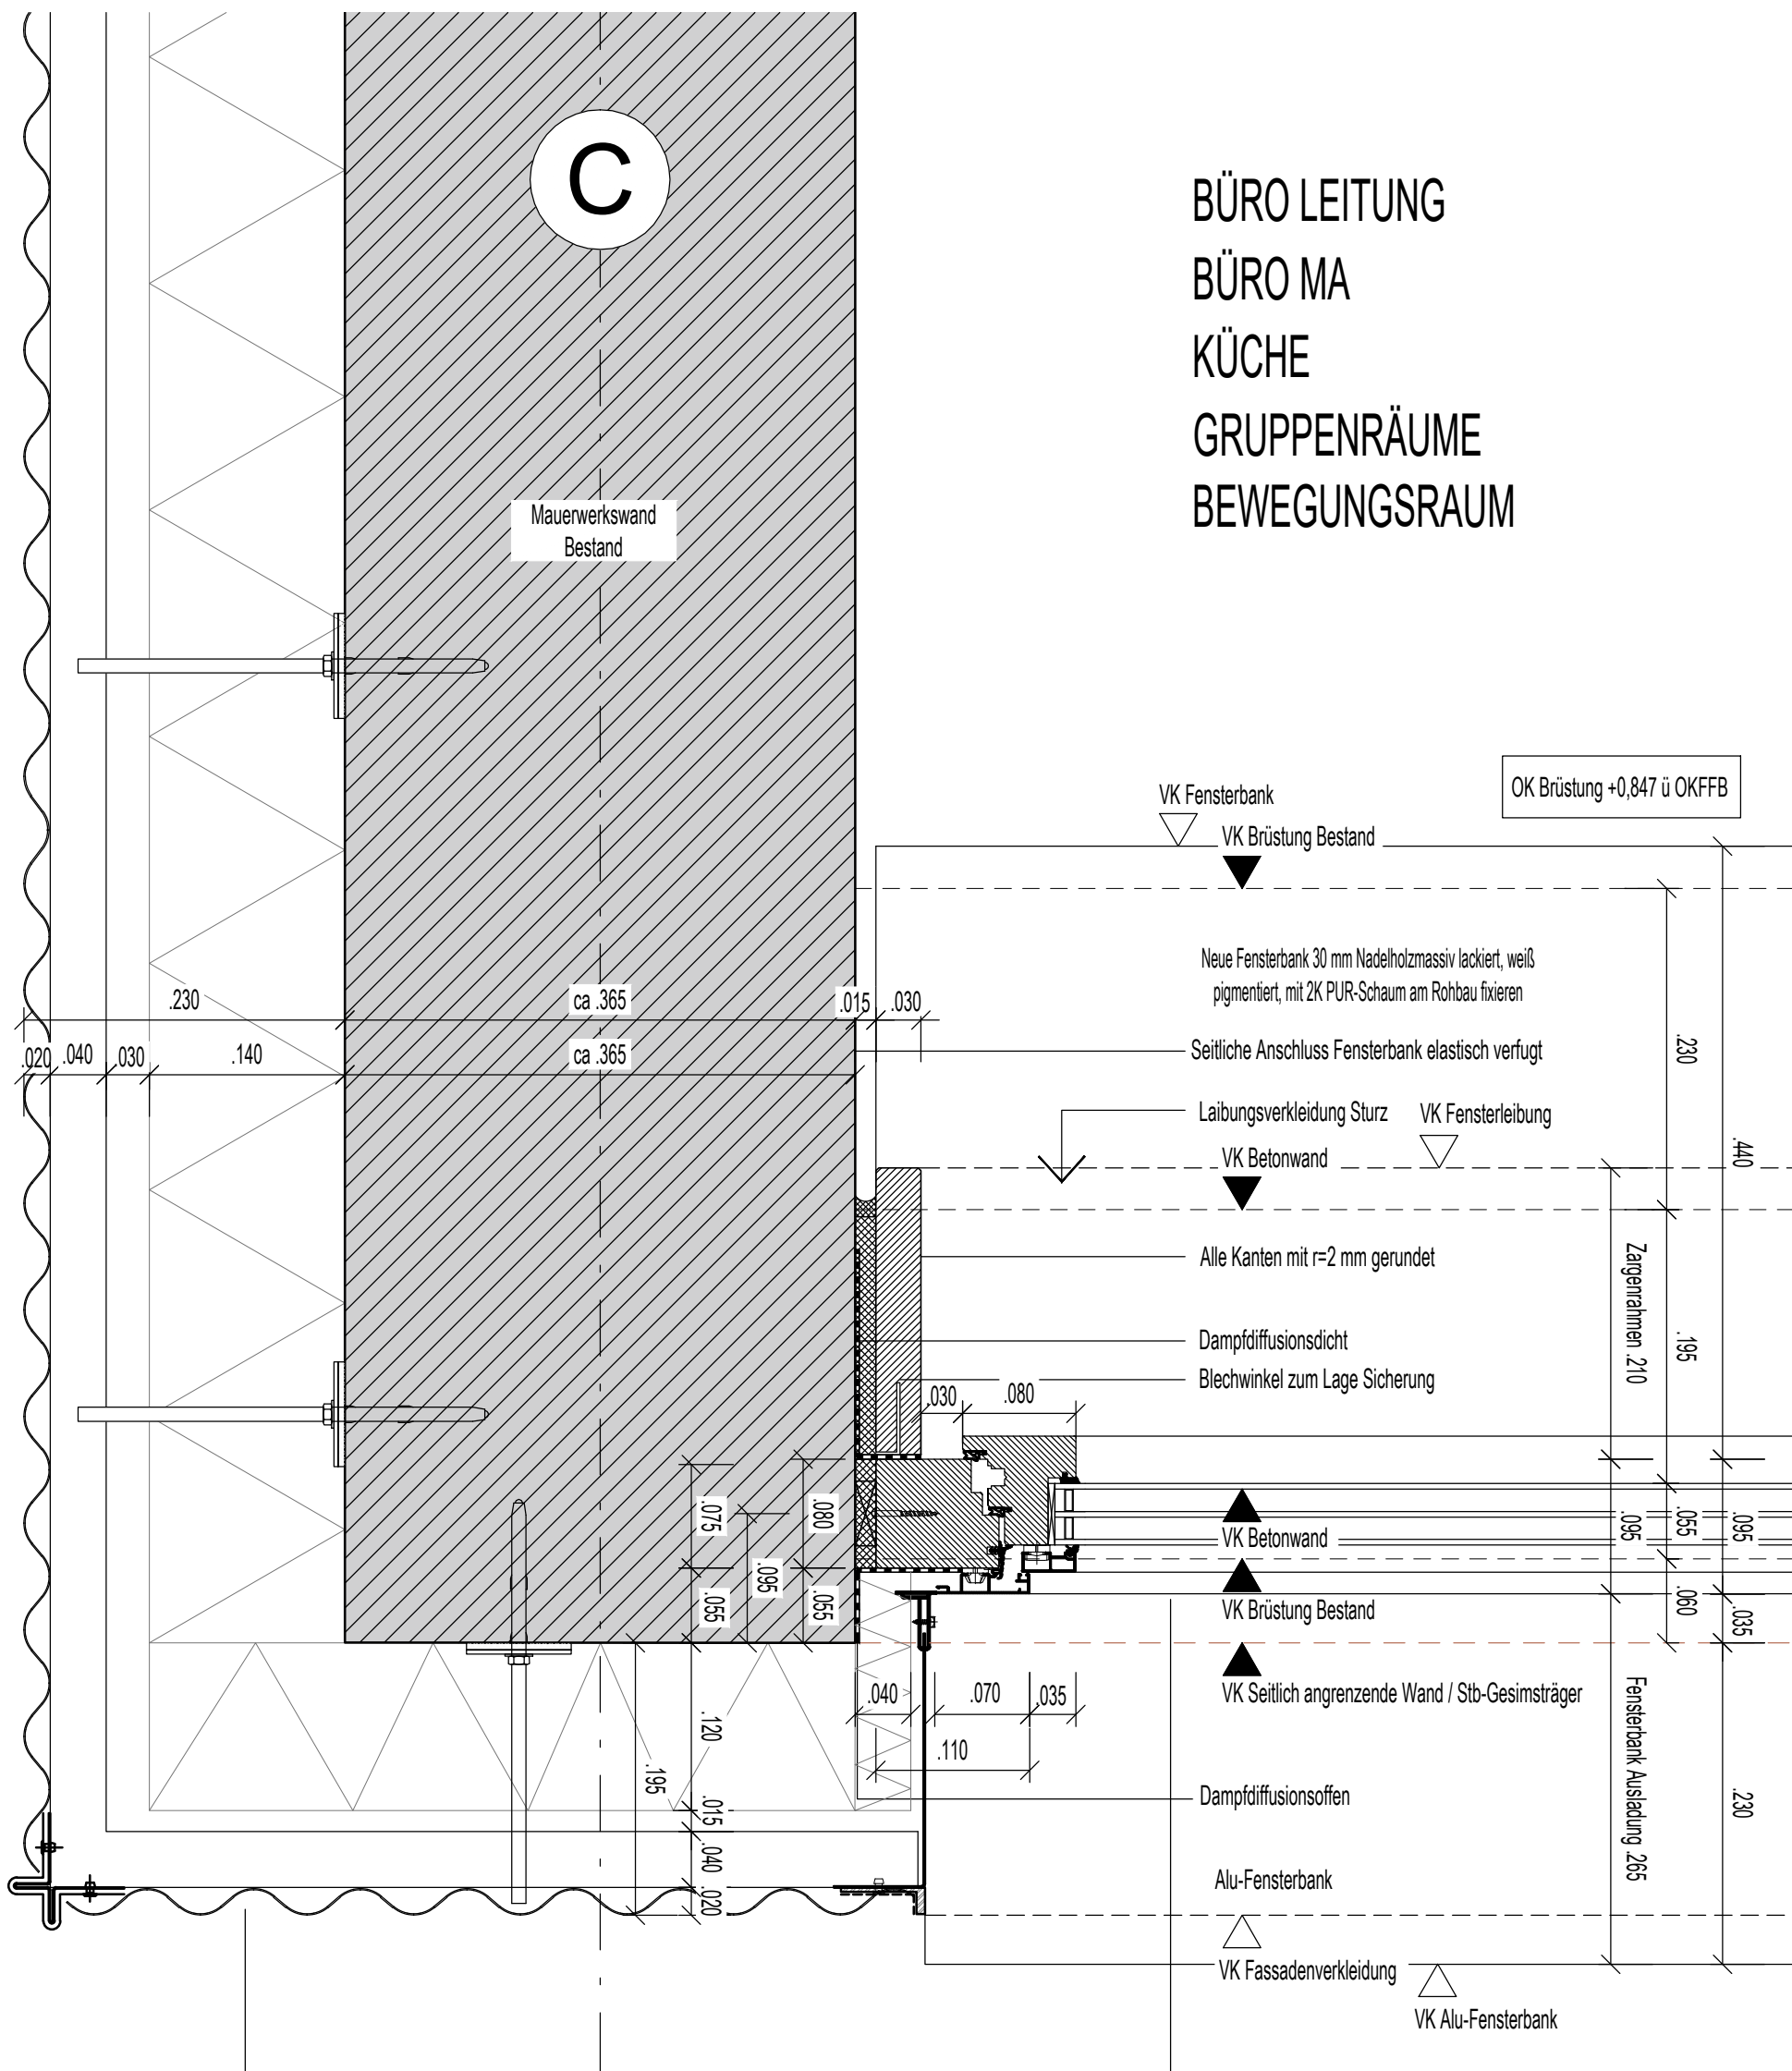 C
BÜRO LEITUNG
BÜRO MA
KÜCHE
GRUPPENRÄUME
BEWEGUNGSRAUM
Mauerwerkswand
Bestand
OK Brüstung +0,847 ü OKFFB
VK Fensterbank
VK Brüstung Bestand
Neue Fensterbank 30 mm Nadelholzmassiv lackiert, weiß
pigmentiert, mit 2K PUR-Schaum am Rohbau fixieren
.230
ca .365
.015
.030
.020
.040
.030
.140
ca .365
Seitliche Anschluss Fensterbank elastisch verfugt
.230
Laibungsverkleidung Sturz
VK Fensterleibung
.440
VK Betonwand
Alle Kanten mit r=2 mm gerundet
Zargenrahmen .210
.195
Dampfdiffusionsdicht
Blechwinkel zum Lage Sicherung
.030
.080
.075
.080
.095
.055
.055
VK Betonwand
.095
.055
.095
VK Brüstung Bestand
.060
.035
VK Seitlich angrenzende Wand / Stb-Gesimsträger
.040
.070
.035
.110
.120
.195
.015
.040
.020
Dampfdiffusionsoffen
Fensterbank Ausladung .265
.230
Alu-Fensterbank
VK Fassadenverkleidung
VK Alu-Fensterbank